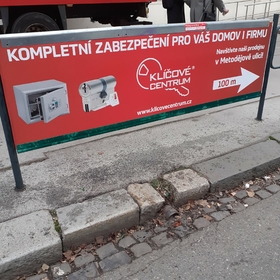 KOMPLETNÍ ZABEZPEČENÍ PRO VÁŠ DOMOV I FIRMU
KLÍČOVÉ
CENTRUM
Navštivte naši prodejnu
v Metodějově ulici!
100 m
www.klicovecentrum.cz